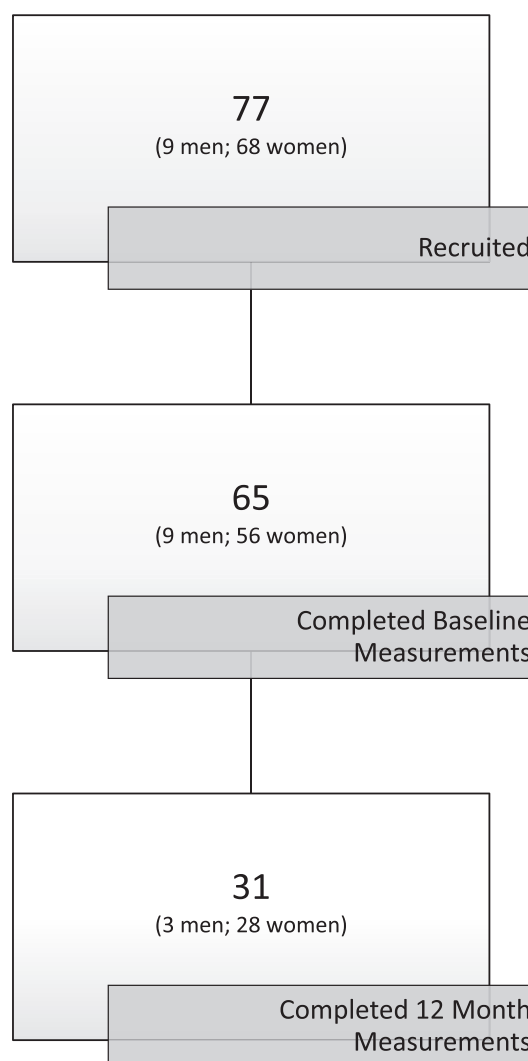 77
(9 men; 68 women)
Recruited
65
(9 men; 56 women)
Completed Baseline
Measurements
31
(3 men; 28 women)
Completed 12 Month
Measurements